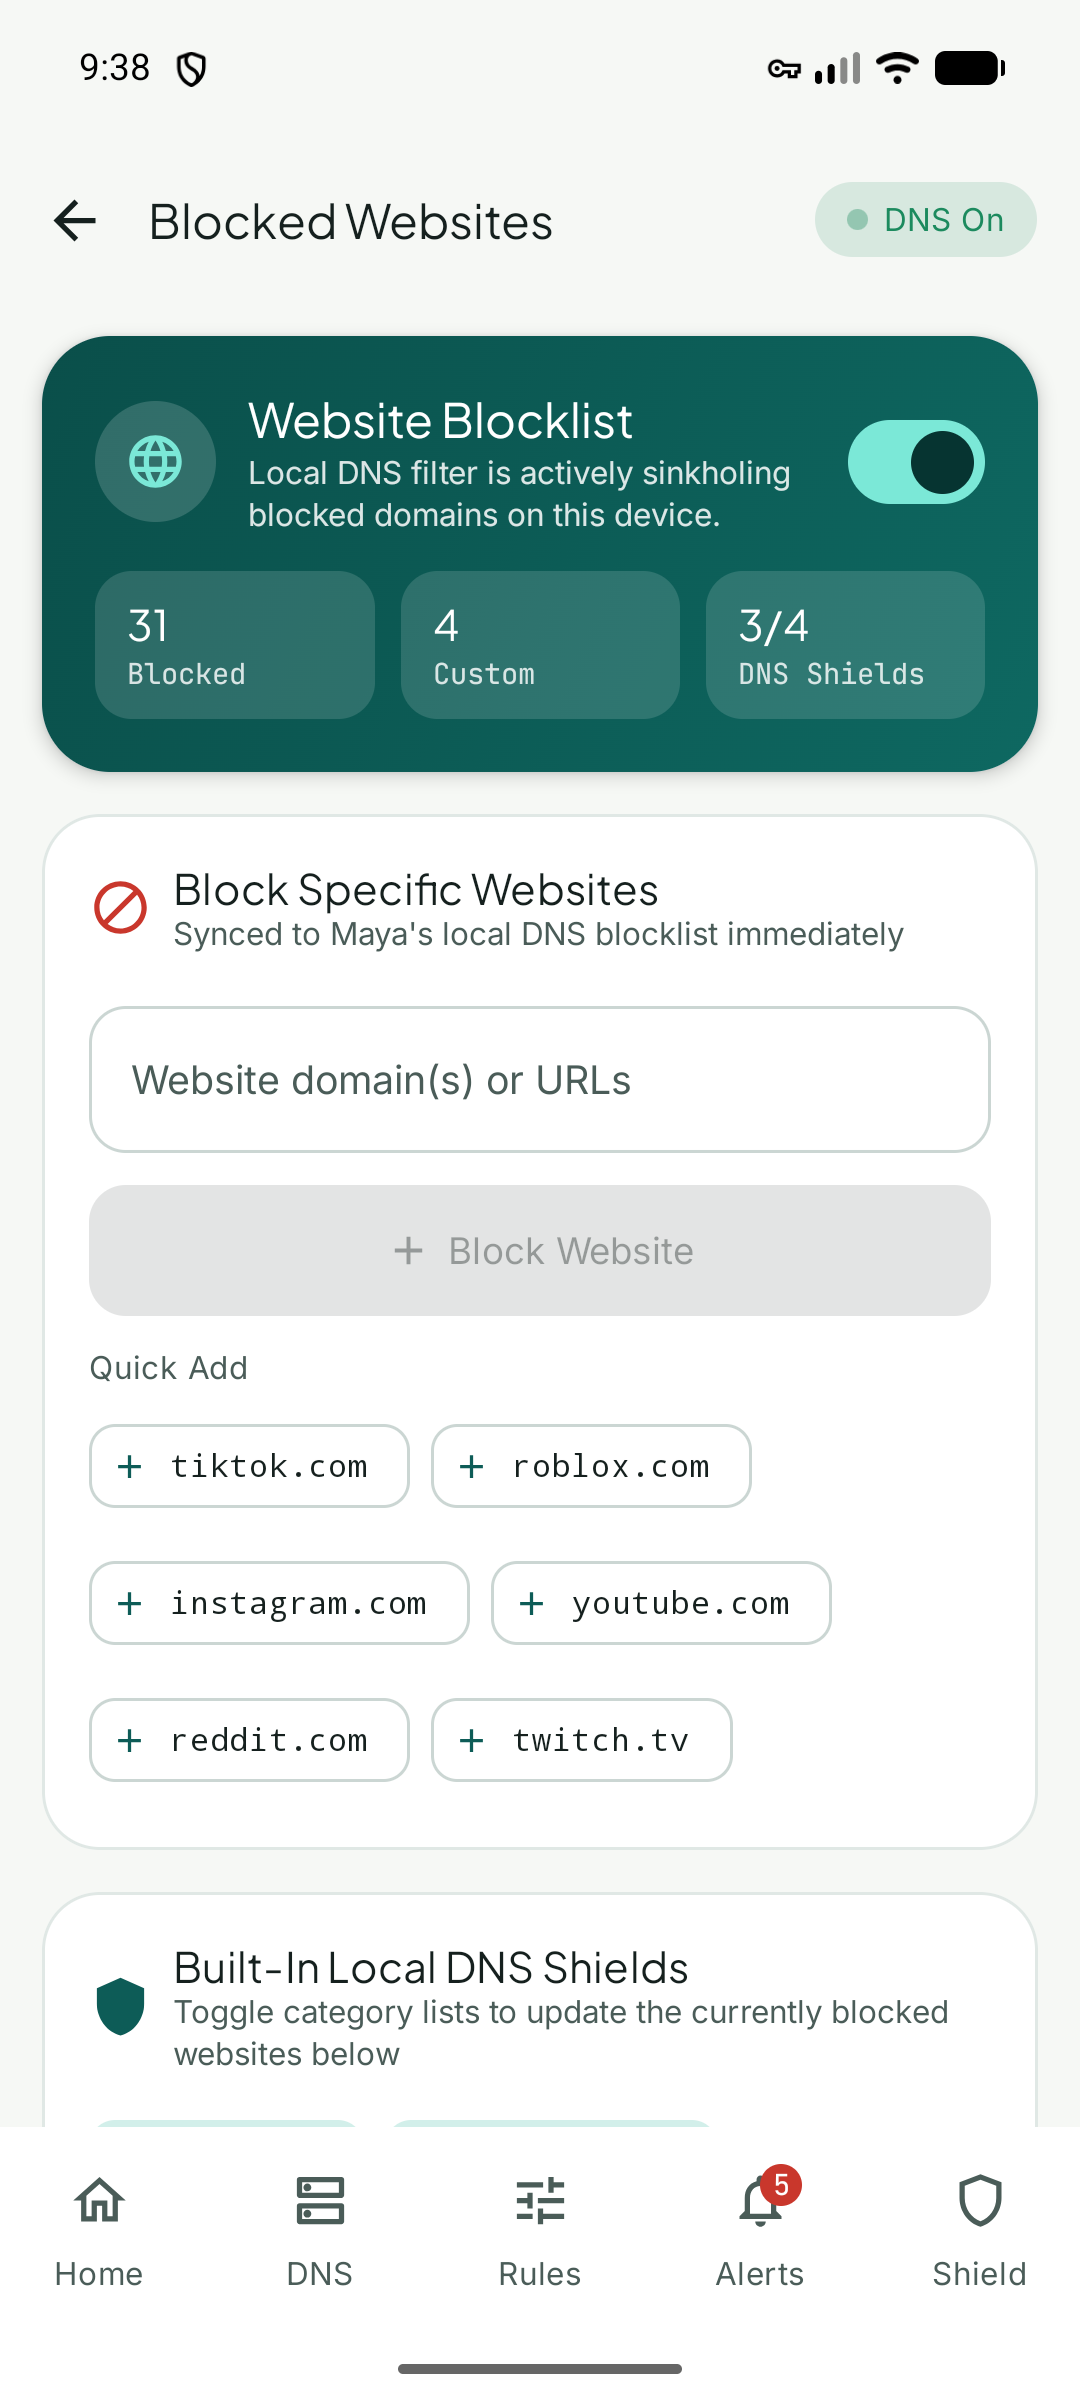 9:38
Blocked Websites
DNS On
Website Blocklist
Local DNS filter is actively sinkholing
blocked domains on this device.
31
Blocked
4
Custom
3/4
DNS Shields
Block Specific Websites
Synced to Maya's local DNS blocklist immediately
Website domain(s) or URLs
+ Block Website
Quick Add
+ tiktok.com
+ roblox.com
+ instagram.com
+ youtube.com
+ reddit.com
+ twitch.tv
Built-In Local DNS Shields
Toggle category lists to update the currently blocked
websites below
5
Home
DNS
Rules
Alerts
Shield